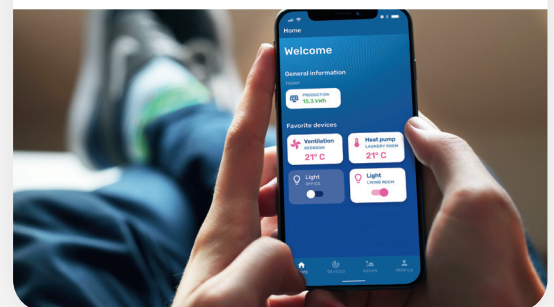 Home
Welcome
General information
TODAY
PRODUCTION
13,3 kWh
Favorite devices
Ventilation
BEDROOM
21° C
Heat pump
LAUNDRY ROOM
21° C
Light
OFFICE
Light
LIVING ROOM
DEVICES
ROOMS
PROFILE